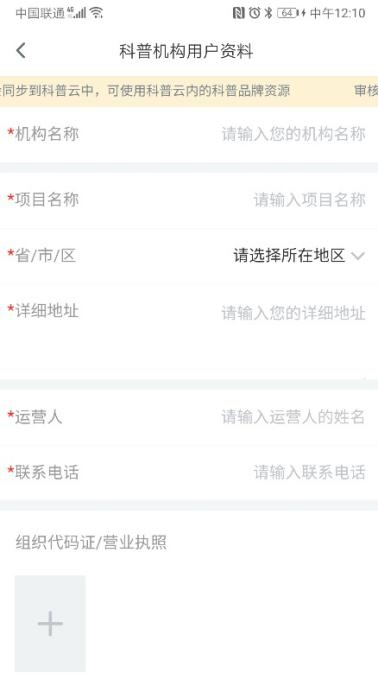 中国联通 4G 64 中午12:10
科普机构用户资料
会同步到科普云中，可使用科普云内的科普品牌资源 审核
*机构名称 请输入您的机构名称
*项目名称 请输入项目名称
*省/市/区 请选择所在地区
*详细地址 请输入您的详细地址
*运营人 请输入运营人的姓名
*联系电话 请输入联系电话
组织代码证/营业执照